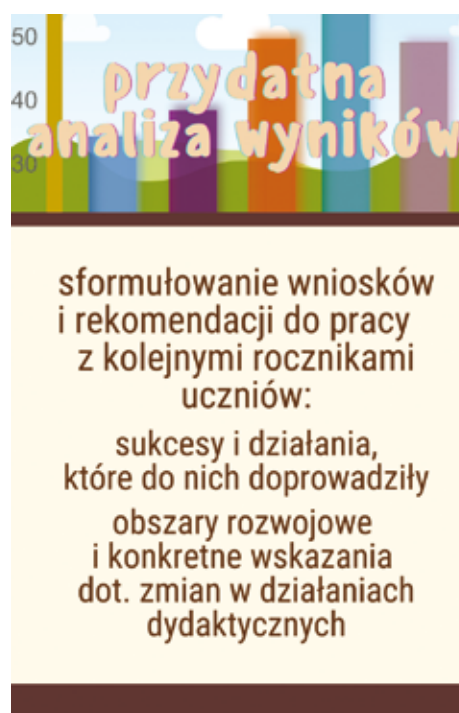 50
40
30
przydatna
analiza wyników
sformułowanie wniosków
i rekomendacji do pracy
z kolejnymi rocznikami
uczniów:
sukcesy i działania,
które do nich doprowadziły
obszary rozwojowe
i konkretne wskazania
dot. zmian w działaniach
dydaktycznych